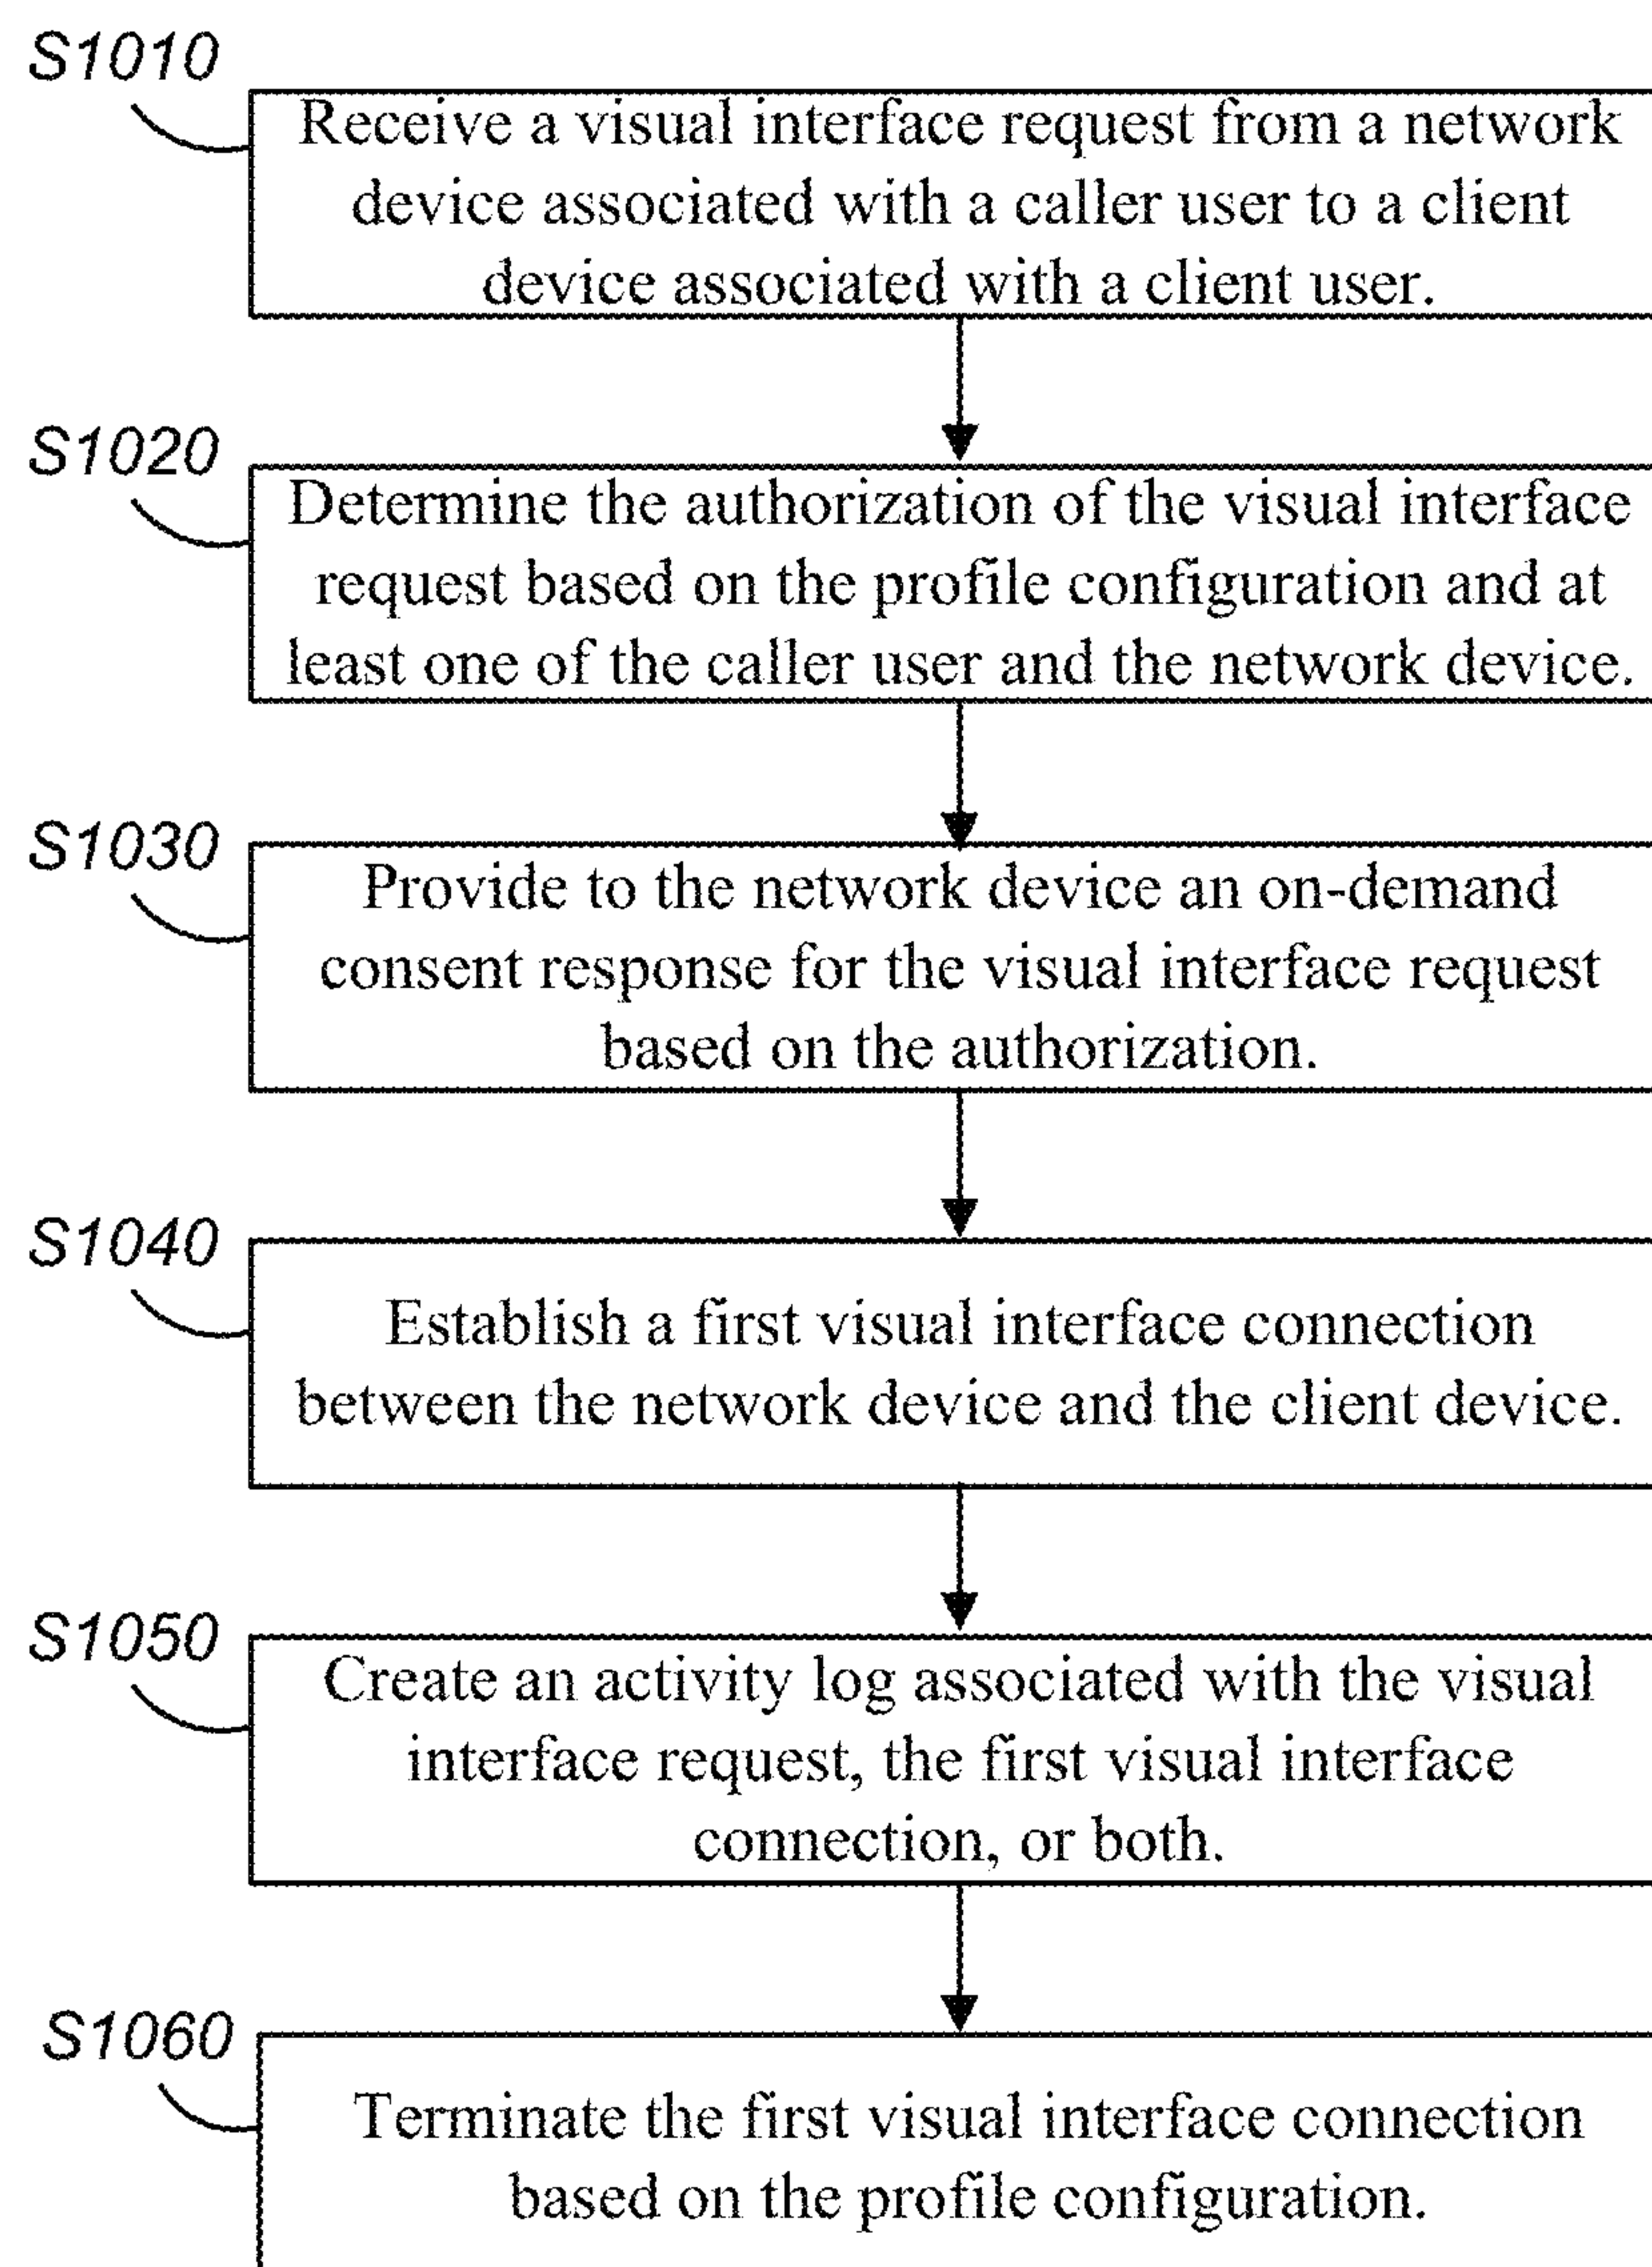 S1010
Receive a visual interface request from a network
device associated with a caller user to a client
device associated with a client user.
S1020
Determine the authorization of the visual interface
request based on the profile configuration and at
least one of the caller user and the network device.
S1030
Provide to the network device an on-demand
consent response for the visual interface request
based on the authorization.
S1040
Establish a first visual interface connection
between the network device and the client device.
S1050
Create an activity log associated with the visual
interface request, the first visual interface
connection, or both.
S1060
Terminate the first visual interface connection
based on the profile configuration.